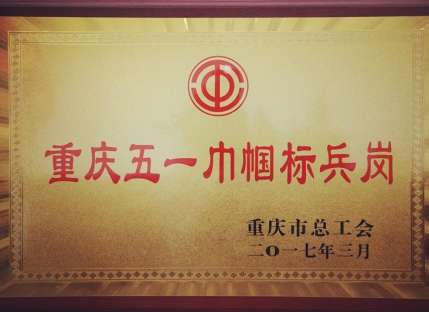 重庆五一巾帼标兵岗
重庆市总工会
二0一七年三月